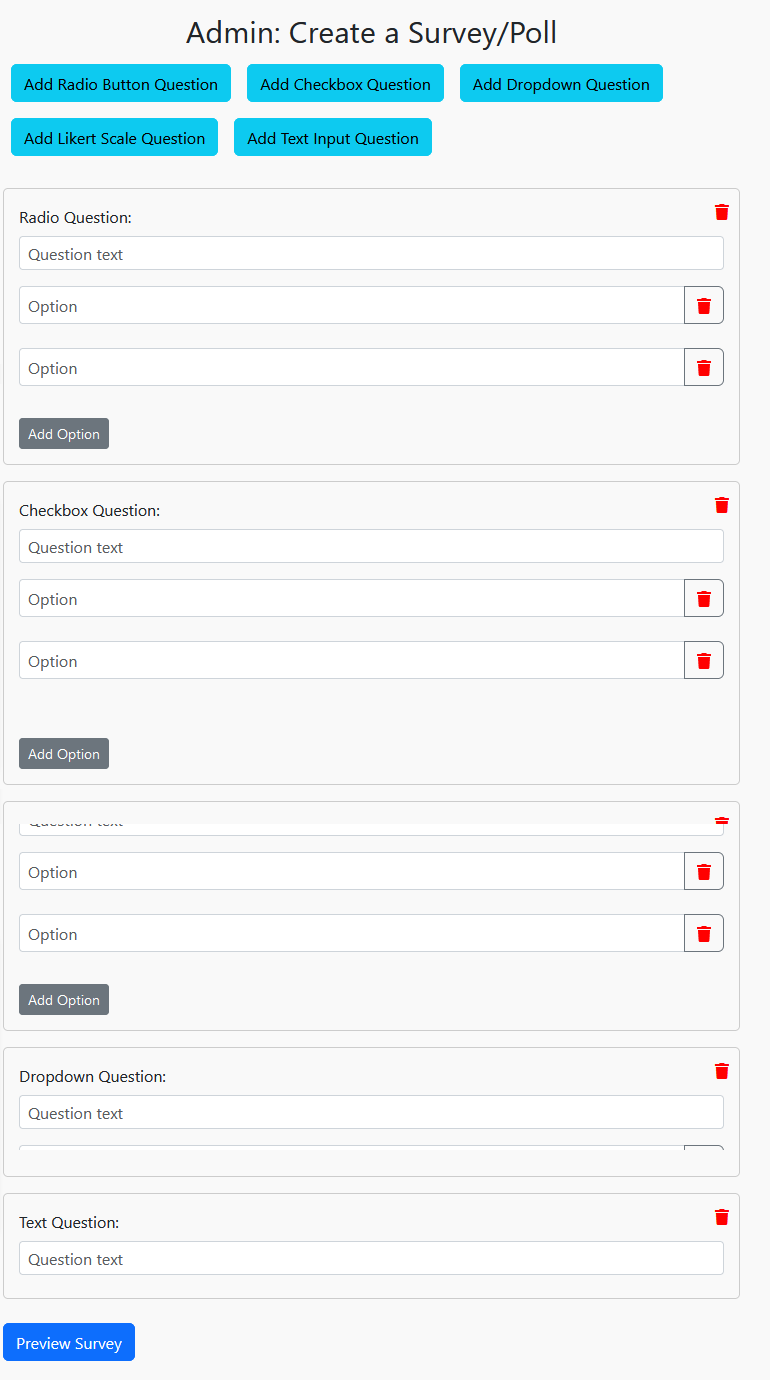 Admin: Create a Survey/Poll
Add Radio Button Question Add Checkbox Question Add Dropdown Question
Add Likert Scale Question Add Text Input Question
Radio Question:
Question text
Option
Option
Add Option
Checkbox Question:
Question text
Option
Option
Add Option
Question text
Option
Option
Add Option
Dropdown Question:
Question text
Text Question:
Question text
Preview Survey